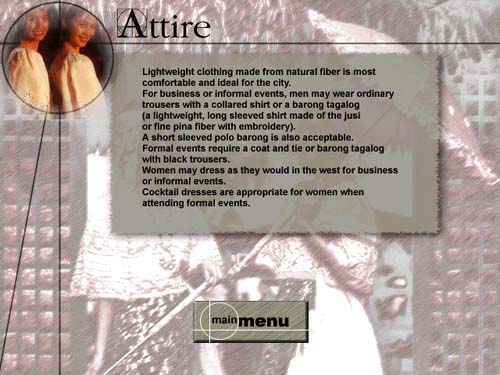 Attire
Lightweight clothing made from natural fiber is most
comfortable and ideal for the city.
For business or informal events, men may wear ordinary
trousers with a collared shirt or a barong tagalog
(a lightweight, long sleeved shirt made of the jusi
or fine pina fiber with embroidery).
A short sleeved polo barong is also acceptable.
Formal events require a coat and tie or barong tagalog
with black trousers.
Women may dress as they would in the west for business
or informal events.
Cocktail dresses are appropriate for women when
attending formal events.
main menu